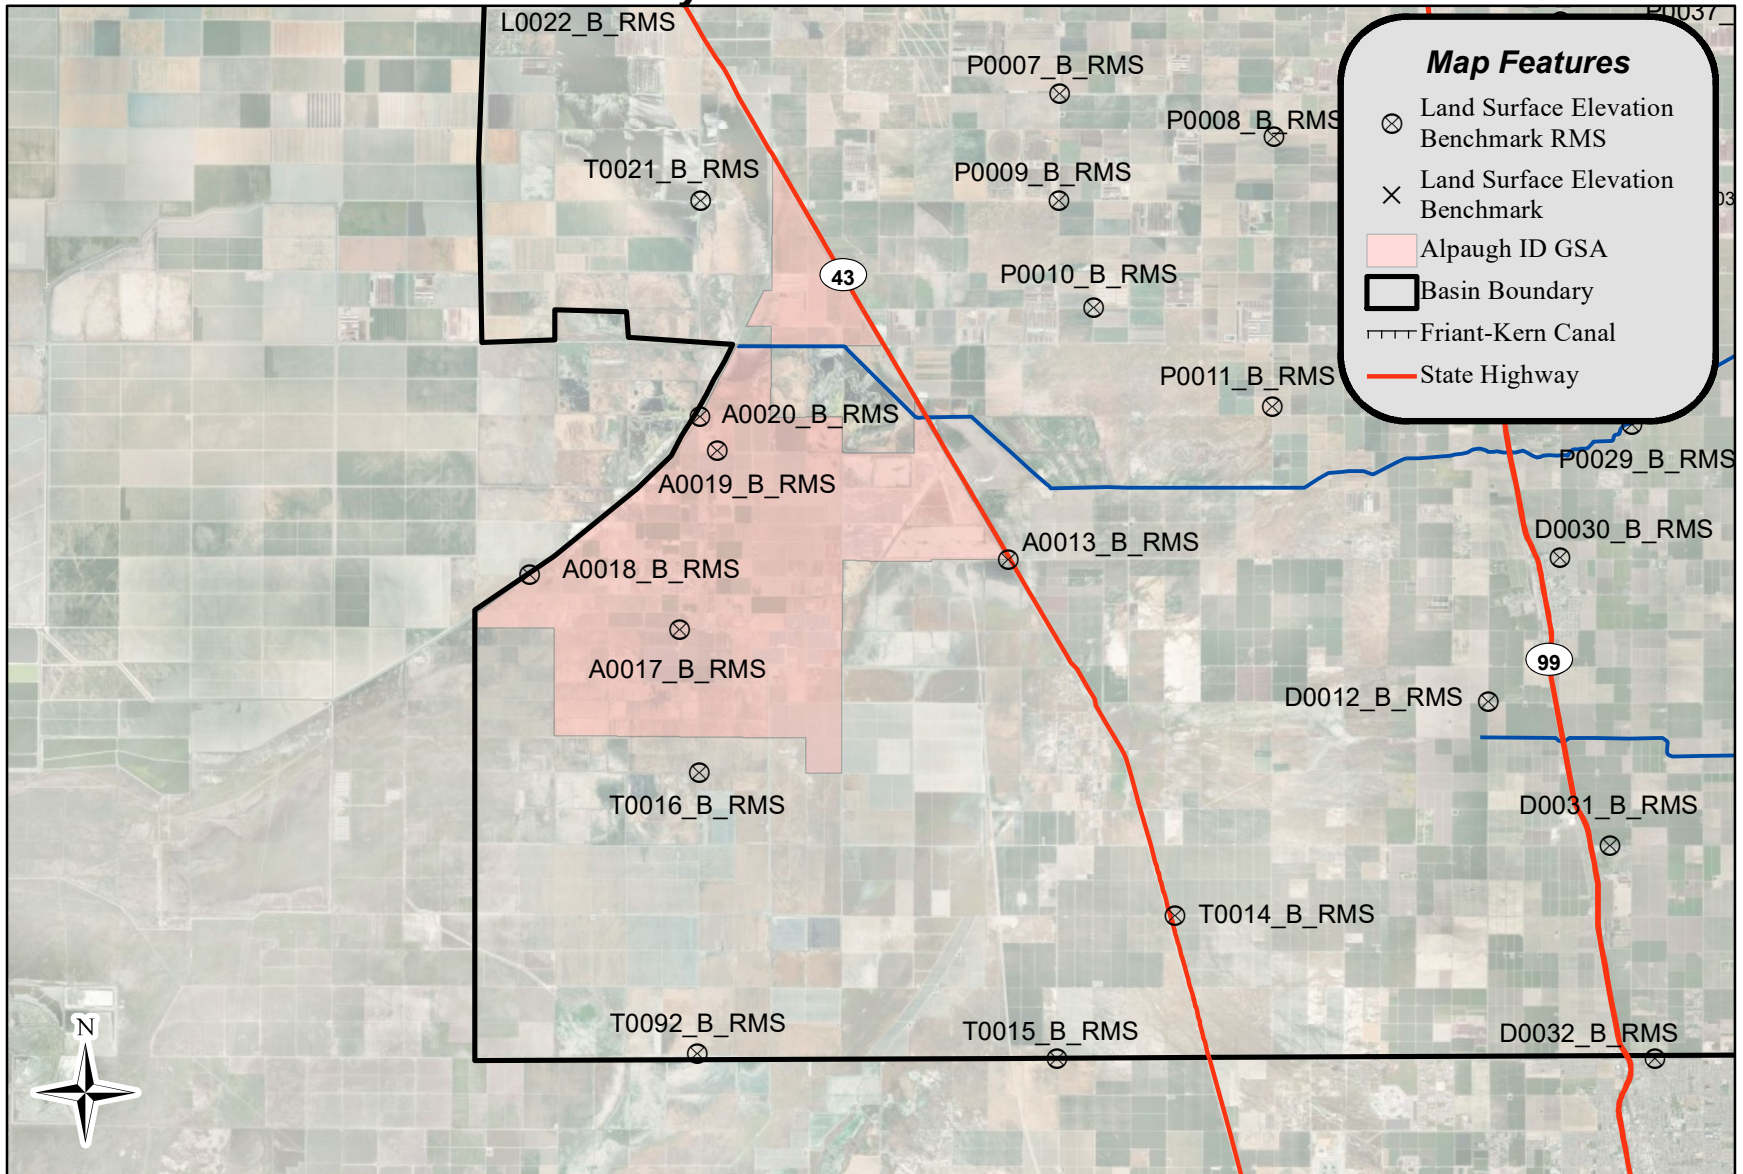 L0022_B_RMS
P0007_B_RMS
P0008_B_RMS
T0021_B_RMS
P0009_B_RMS
43
P0010_B_RMS
P0011_B_RMS
A0020_B_RMS
A0019_B_RMS
P0029_B_RMS
A0013_B_RMS
D0030_B_RMS
A0018_B_RMS
A0017_B_RMS
99
D0012_B_RMS
T0016_B_RMS
D0031_B_RMS
T0014_B_RMS
T0092_B_RMS
T0015_B_RMS
D0032_B_RMS
N
Map Features
Land Surface Elevation
Benchmark RMS
Land Surface Elevation
Benchmark
Alpaugh ID GSA
Basin Boundary
Friant-Kern Canal
State Highway